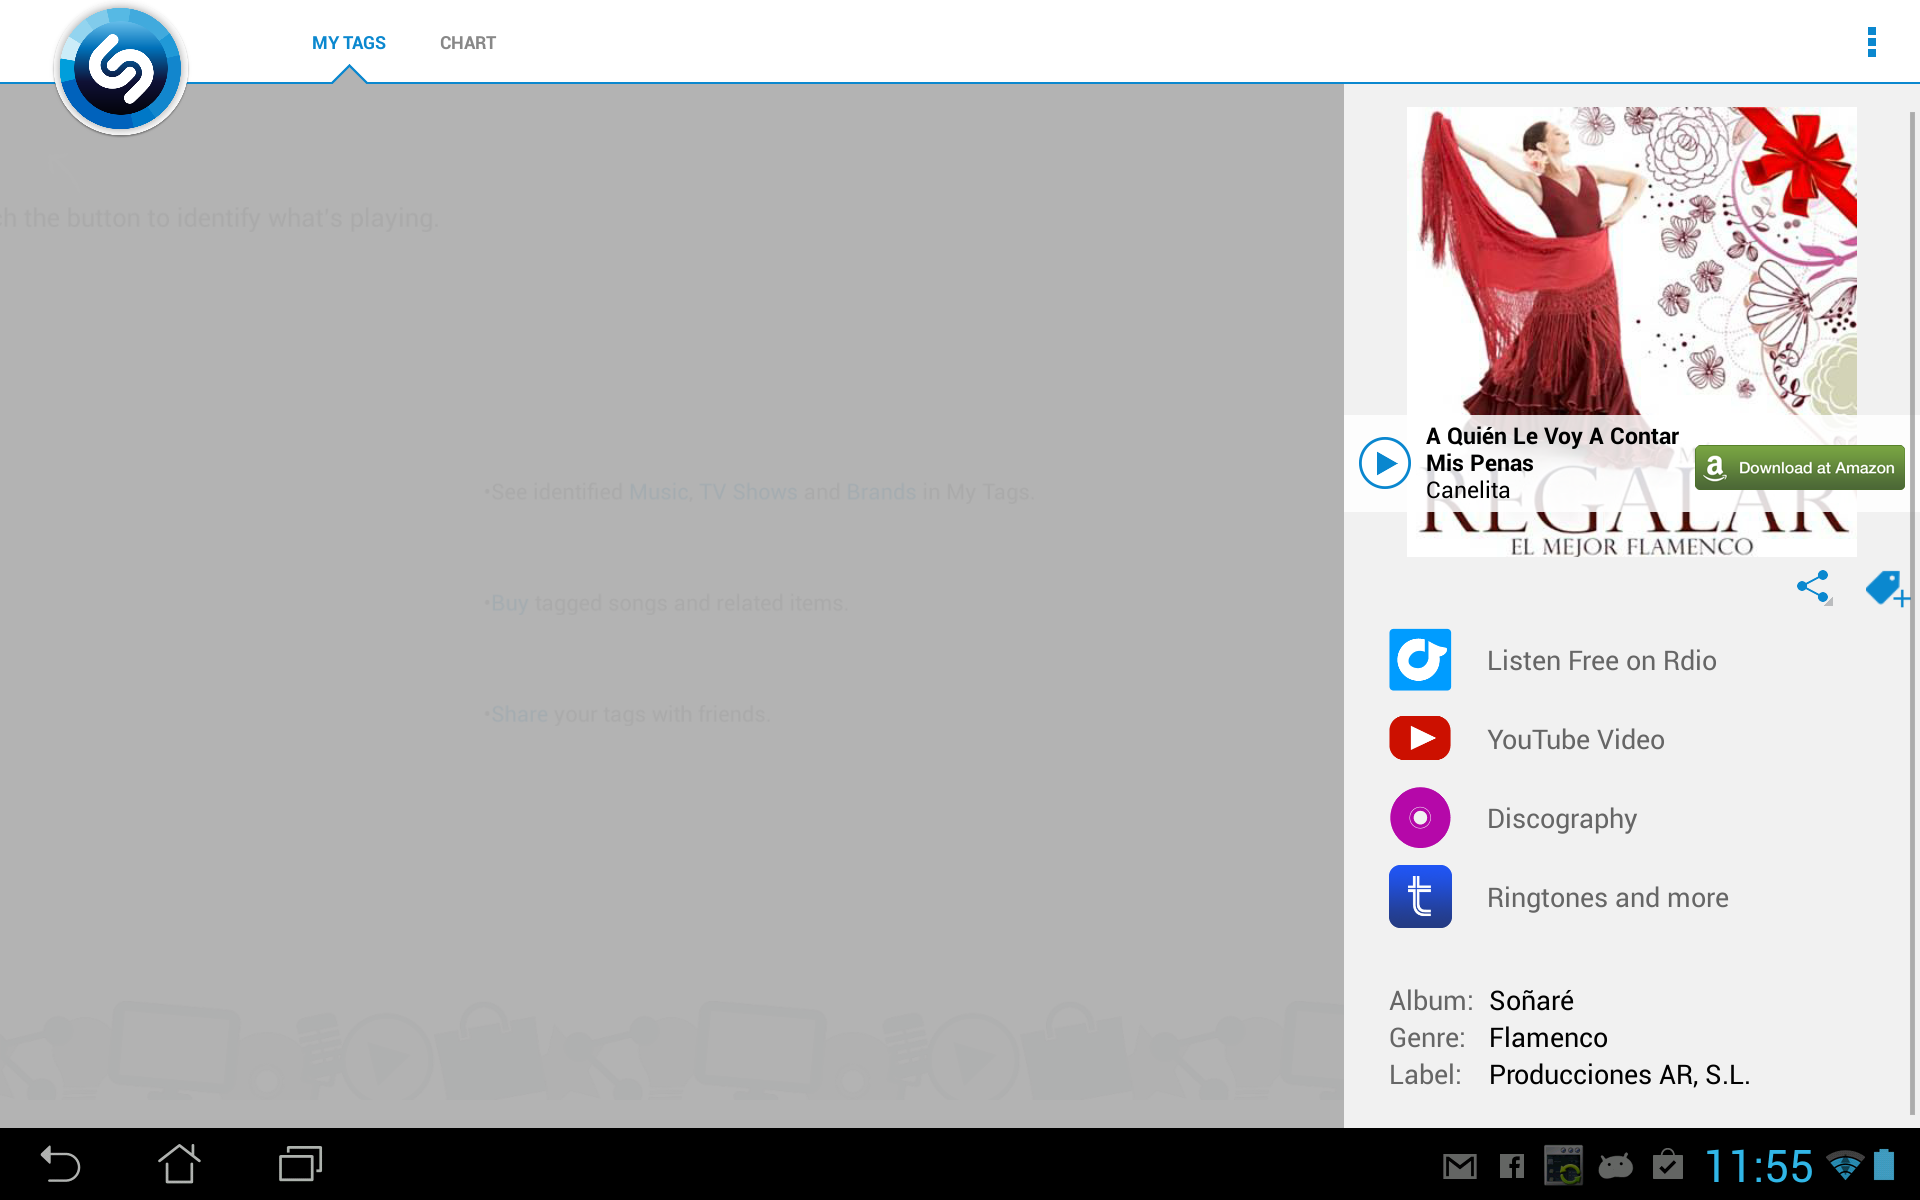 MY TAGS
CHART
ch the button to identify what's playing.
•See identified Music, TV Shows and Brands in My Tags.
•Buy tagged songs and related items.
•Share your tags with friends.
A Quién Le Voy A Contar
Mis Penas
Canelita
Download at Amazon
REGALAR
EL MEJOR FLAMENCO
Listen Free on Rdio
YouTube Video
Discography
Ringtones and more
Album: Soñaré
Genre: Flamenco
Label: Producciones AR, S.L.
11:55